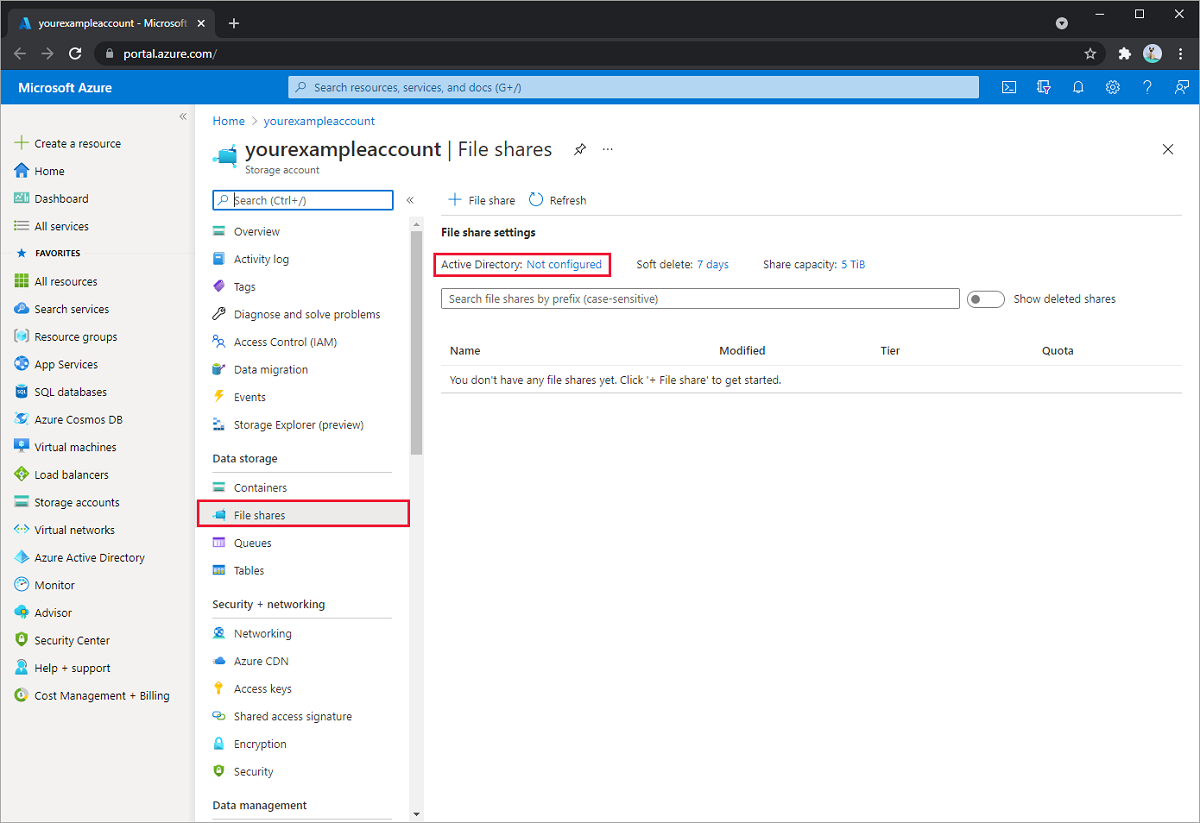 yourexampleaccount - Microsoft
portal.azure.com/
Microsoft Azure
Search resources, services, and docs (G+/)
Create a resource
Home
Dashboard
All services
FAVORITES
All resources
Search services
Resource groups
App Services
SQL databases
Azure Cosmos DB
Virtual machines
Load balancers
Storage accounts
Virtual networks
Azure Active Directory
Monitor
Advisor
Security Center
Help + support
Cost Management + Billing
Home > yourexampleaccount
yourexampleaccount | File shares
Storage account
Search (Ctrl+/)
Overview
Activity log
Tags
Diagnose and solve problems
Access Control (IAM)
Data migration
Events
Storage Explorer (preview)
Data storage
Containers
File shares
Queues
Tables
Security + networking
Networking
Azure CDN
Access keys
Shared access signature
Encryption
Security
Data management
File share Refresh
File share settings
Active Directory: Not configured Soft delete: 7 days Share capacity: 5 TiB
Search file shares by prefix (case-sensitive) Show deleted shares
Name Modified Tier Quota
You don't have any file shares yet. Click '+ File share' to get started.